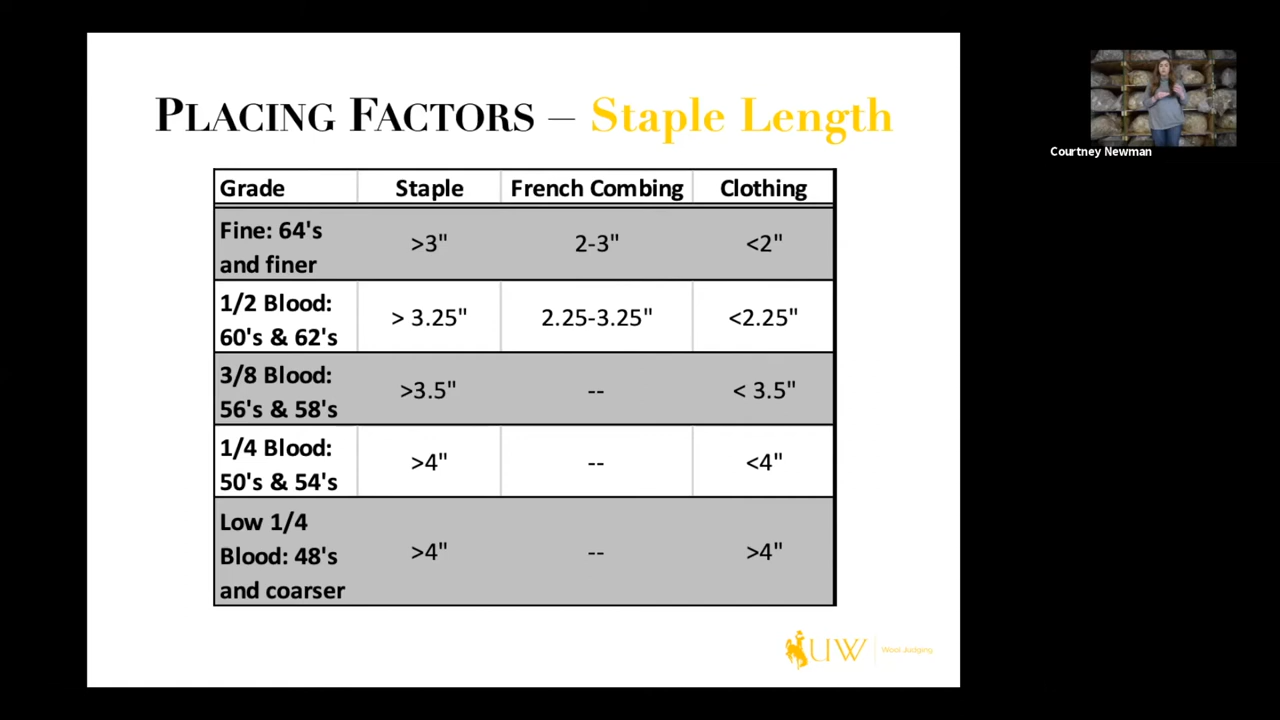 PLACING FACTORS – Staple Length
Courtney Newman
Grade Staple French Combing Clothing
Fine: 64's
and finer
>3" 2-3" <2"
1/2 Blood:
60's & 62's
> 3.25" 2.25-3.25" <2.25"
3/8 Blood:
56's & 58's
>3.5" -- < 3.5"
1/4 Blood:
50's & 54's
>4" -- <4"
Low 1/4
Blood: 48's
and coarser
>4" -- >4"
UW Wool Judging